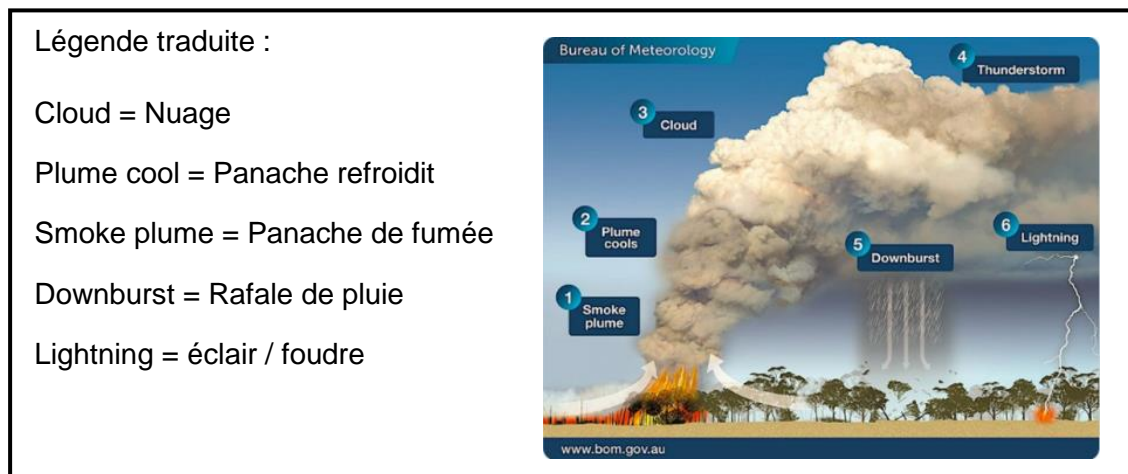 Légende traduite :
Cloud = Nuage
Plume cool = Panache refroidit
Smoke plume = Panache de fumée
Downburst = Rafale de pluie
Lightning = éclair / foudre
Bureau of Meteorology
4
Thunderstorm
3
Cloud
2
Plume
cools
5
Downburst
6
Lightning
1
Smoke
plume
www.bom.gov.au